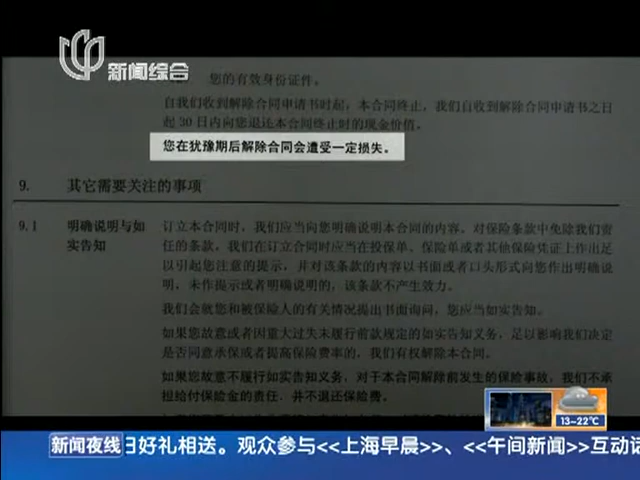 新闻综合
您的有效身份证件。
自我们收到解除合同申请书时起，本合同终止。我们自收到解除合同申请书之日
起30日内向您退还本合同终止时的现金价值。
您在犹豫期后解除合同会遭受一定损失。
9. 其它需要关注的事项
9.1 明确说明与如实告知
订立本合同时，我们应当向您明确说明本合同的内容。对保险条款中免除我们责
任的条款，我们在订立合同时应当在投保单、保险单或者其他保险凭证上作出足
以引起您注意的提示，并对该条款的内容以书面或者口头形式向您作出明确说
明，未作提示或者明确说明的，该条款不产生效力。
我们会就您和被保险人的有关情况提出书面询问，您应当如实告知。
如果您故意或者因重大过失未履行前款规定的如实告知义务，足以影响我们决定
是否同意承保或者提高保险费率的，我们有权解除本合同。
如果您故意不履行如实告知义务，对于本合同解除前发生的保险事故，我们不承
担给付保险金的责任，并不退还保险费。
13~22℃
新闻夜线 日好礼相送。观众参与<<上海早晨>>、<<午间新闻>>互动话